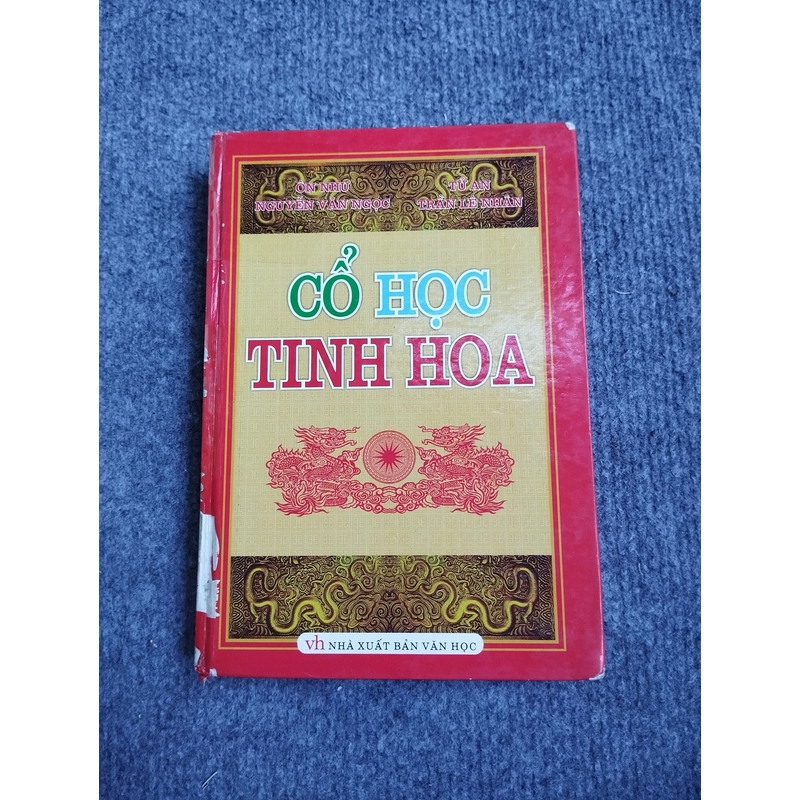 ÔN NHƯ
NGUYỄN VĂN NGỌC
TỬ AN
TRẦN LÊ NHÂN
CỔ HỌC
TINH HOA
vh NHÀ XUẤT BẢN VĂN HỌC